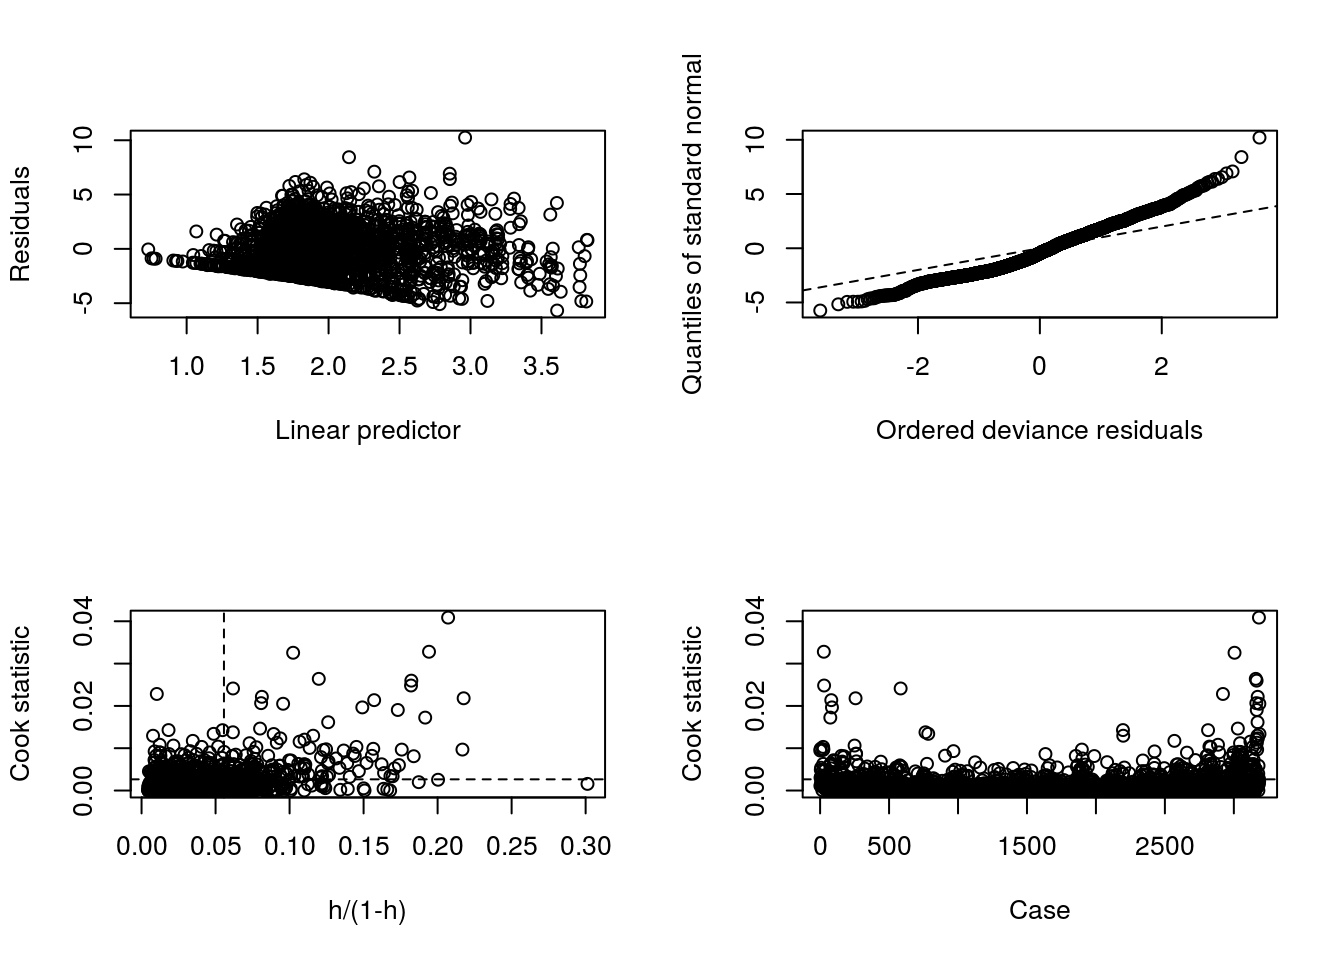 Residuals
10
5
0
-5
1.0 1.5 2.0 2.5 3.0 3.5
Linear predictor
Quantiles of standard normal
10
5
0
-5
-2 0 2
Ordered deviance residuals
Cook statistic
0.04
0.02
0.00
0.00 0.05 0.10 0.15 0.20 0.25 0.30
h/(1-h)
Cook statistic
0.04
0.02
0.00
0 500 1500 2500
Case